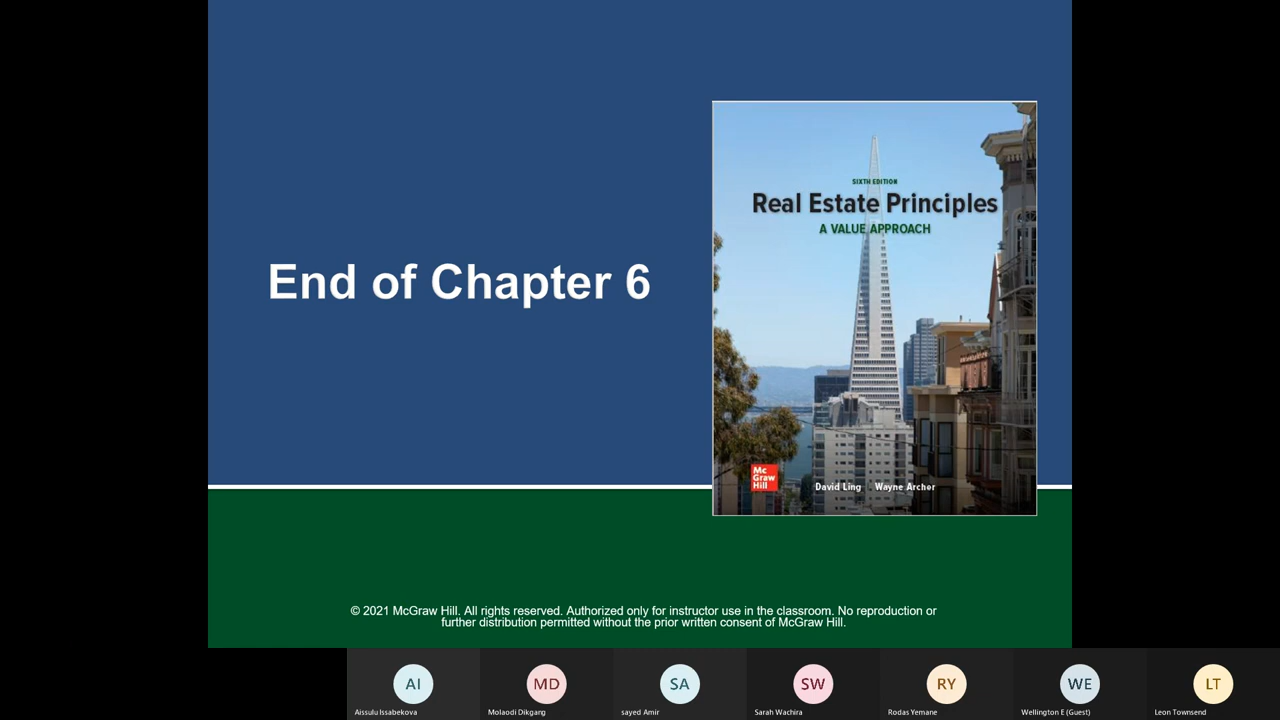 SIXTH EDITION
Real Estate Principles
A VALUE APPROACH
End of Chapter 6
Mc
Graw
Hill
David Ling Wayne Archer
© 2021 McGraw Hill. All rights reserved. Authorized only for instructor use in the classroom. No reproduction or
further distribution permitted without the prior written consent of McGraw Hill.
AI MD SA SW RY WE LT
Aissulu Issabekova Molaodi Dikgang sayed Amir Sarah Wachira Rodas Yemane Wellington E (Guest) Leon Townsend